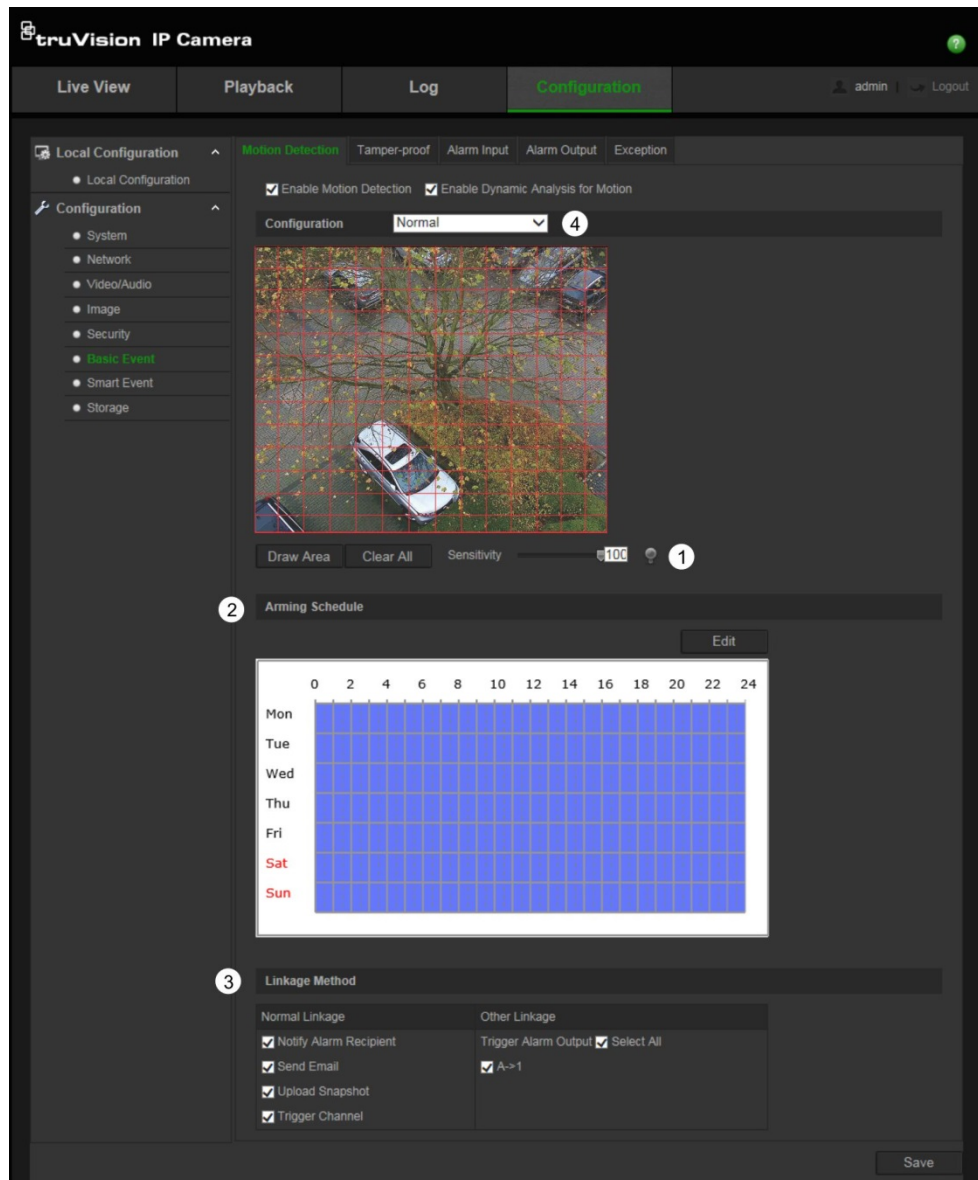 truVision IP Camera
?
Live View Playback Log Configuration admin | Logout
Local Configuration
Local Configuration
Configuration
System
Network
Video/Audio
Image
Security
Basic Event
Smart Event
Storage
Motion Detection Tamper-proof Alarm Input Alarm Output Exception
Enable Motion Detection Enable Dynamic Analysis for Motion
Configuration Normal 4
Draw Area Clear All Sensitivity 100 1
2 Arming Schedule
Edit
0 2 4 6 8 10 12 14 16 18 20 22 24
Mon
Tue
Wed
Thu
Fri
Sat
Sun
3 Linkage Method
Normal Linkage Other Linkage
Notify Alarm Recipient Trigger Alarm Output Select All
Send Email A->1
Upload Snapshot
Trigger Channel
Save